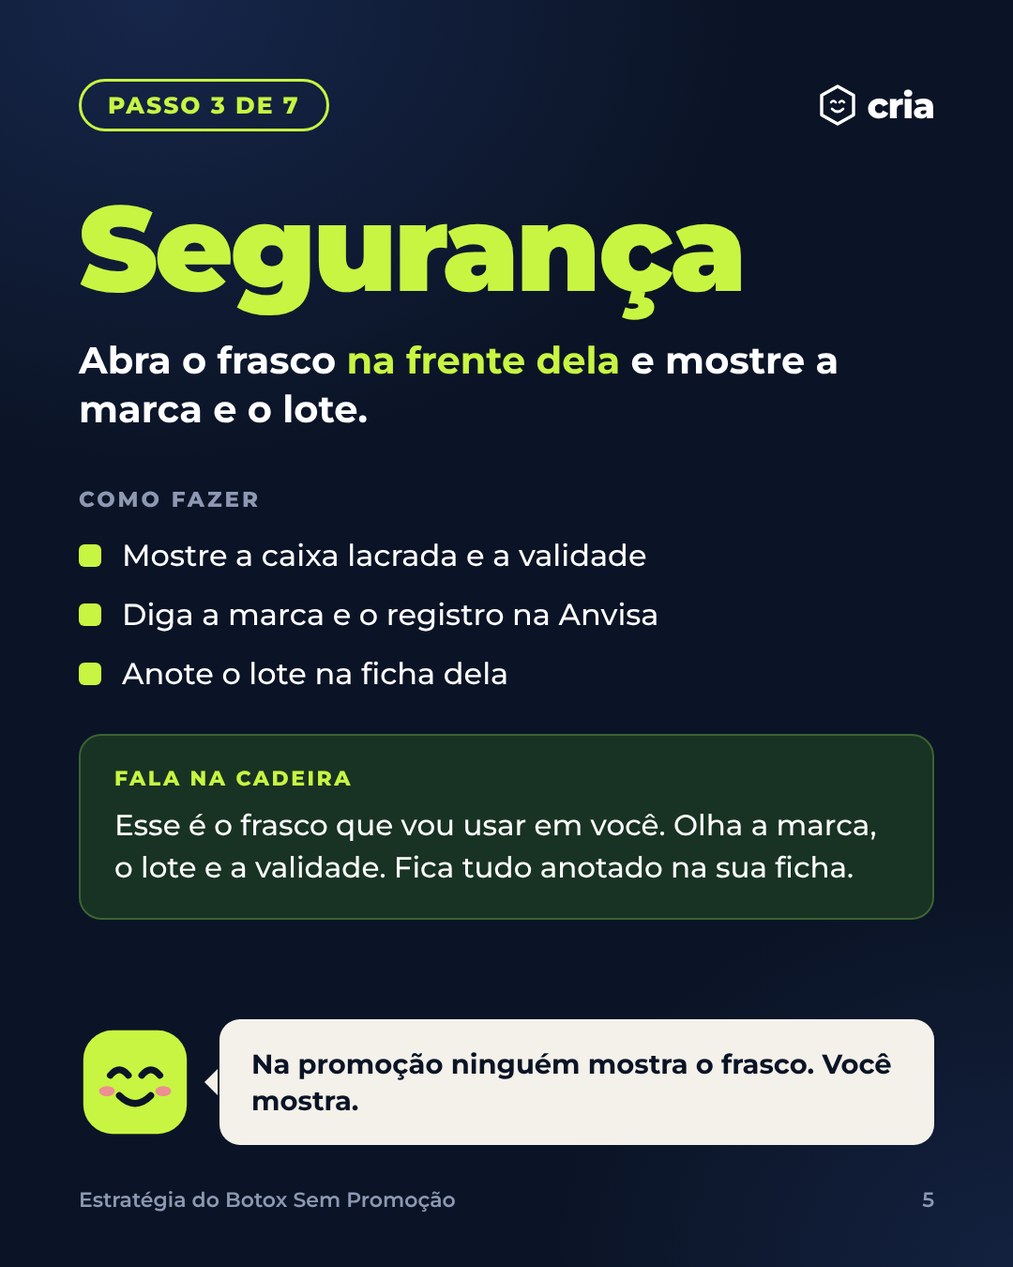 PASSO 3 DE 7
cria
Segurança
Abra o frasco na frente dela e mostre a
marca e o lote.
COMO FAZER
Mostre a caixa lacrada e a validade
Diga a marca e o registro na Anvisa
Anote o lote na ficha dela
FALA NA CADEIRA
Esse é o frasco que vou usar em você. Olha a marca,
o lote e a validade. Fica tudo anotado na sua ficha.
Na promoção ninguém mostra o frasco. Você
mostra.
Estratégia do Botox Sem Promoção
5